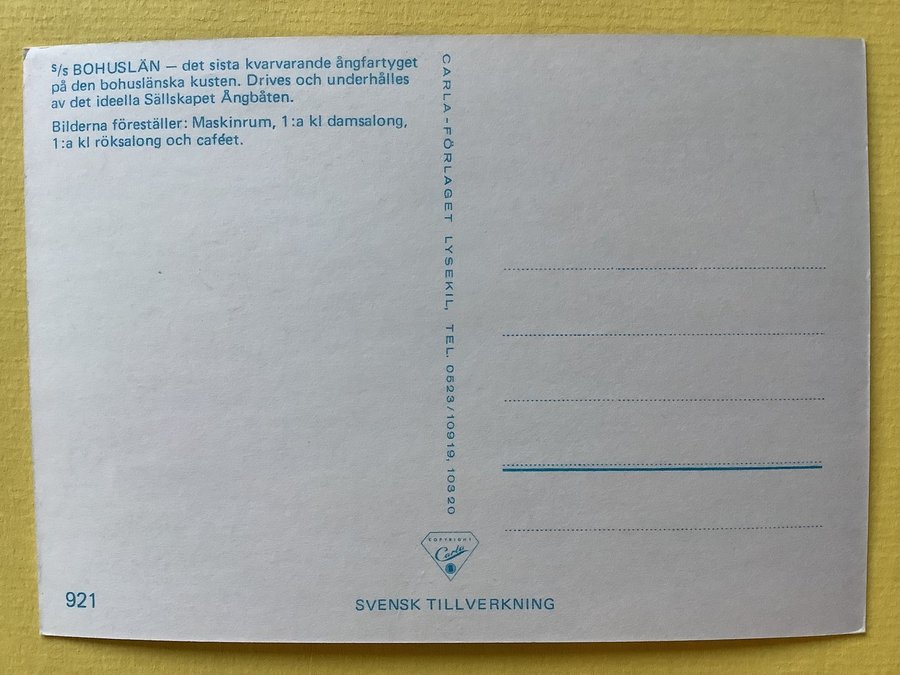 s/s BOHUSLÄN — det sista kvarvarande ångfartyget
på den bohuslänska kusten. Drives och underhålles
av det ideella Sällskapet Ångbåten.
Bilderna föreställer: Maskinrum, 1:a kl damsalong,
1:a kl röksalong och caféet.
CARLA-FÖRLAGET LYSEKIL, TEL. 0523/10919, 10320
COPYRIGHT
Carla
921
SVENSK TILLVERKNING